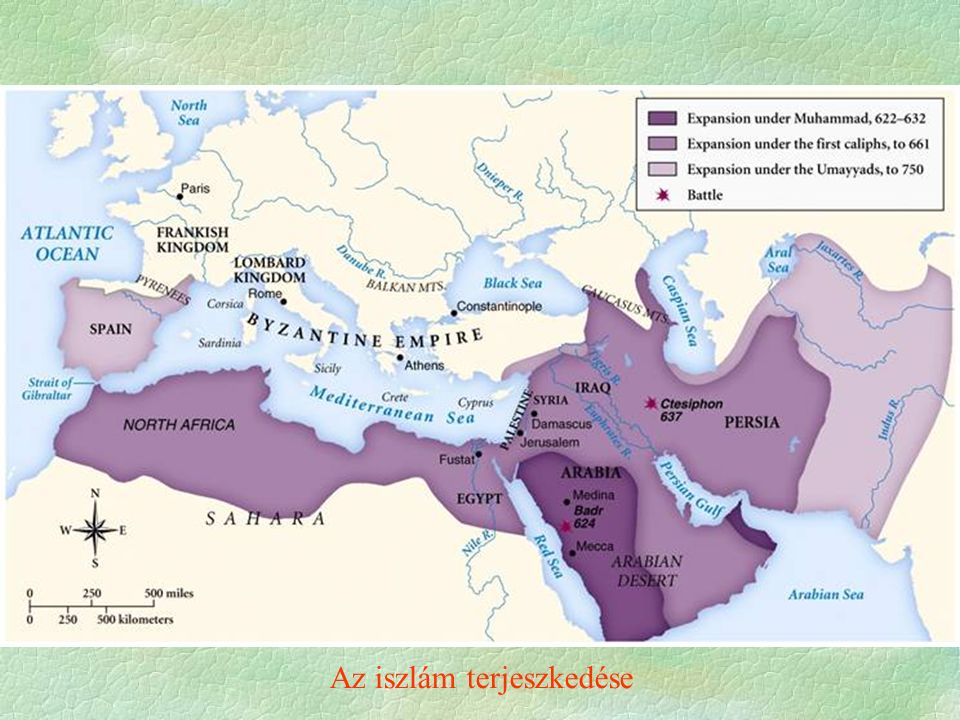 North
Sea
Expansion under Muhammad, 622–632
Expansion under the first caliphs, to 661
Expansion under the Umayyads, to 750
Battle
Paris
Dnieper R.
ATLANTIC
OCEAN
FRANKISH
KINGDOM
LOMBARD
KINGDOM
Danube R.
BALKAN MTS.
Black Sea
Constantinople
CAUCASUS MTS.
Caspian Sea
Aral
Sea
Jaxartes R.
PYRENEES
Corsica
Rome
SPAIN
Sardinia
BYZANTINE EMPIRE
Athens
Sicily
Crete
Cyprus
Strait of
Gibraltar
Mediterranean Sea
NORTH AFRICA
Tigris R.
IRAQ
Euphrates R.
SYRIA
Damascus
PALESTINE
Jerusalem
Ctesiphon
637
PERSIA
Indus R.
Fustat
EGYPT
ARABIA
Medina
Badr
624
Mecca
Persian Gulf
SAHARA
Nile R.
Red Sea
ARABIAN
DESERT
Arabian Sea
N
W
E
S
0 250 500 miles
0 250 500 kilometers
Az iszlám terjeszkedése